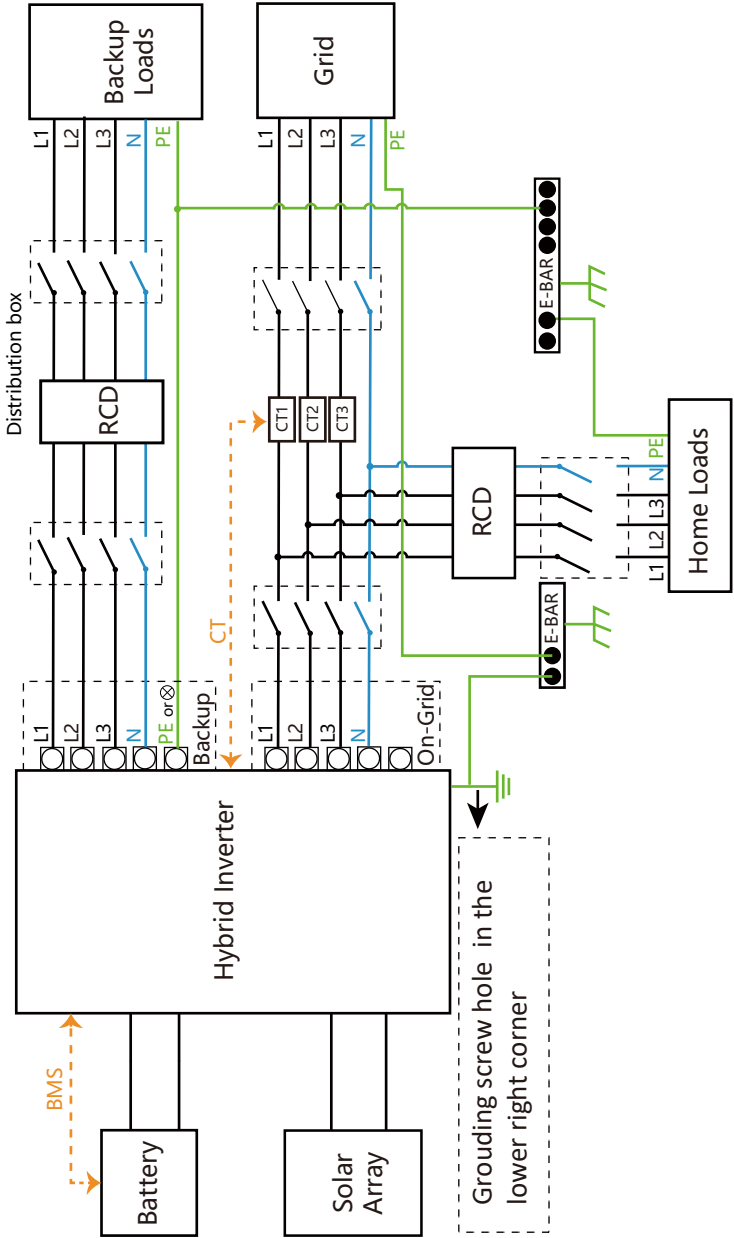 Distribution box
Backup
Loads
L1
L2
L3
N
PE
RCD
L1
L2
L3
N
PE or ⊗
Backup
Grid
L1
L2
L3
N
PE
CT1
CT2
CT3
CT
L1
L2
L3
N
On-Grid
Hybrid Inverter
BMS
Battery
Solar
Array
RCD
E-BAR
E-BAR
L1
L2
L3
N
PE
Home Loads
Grouding screw hole in the
lower right corner